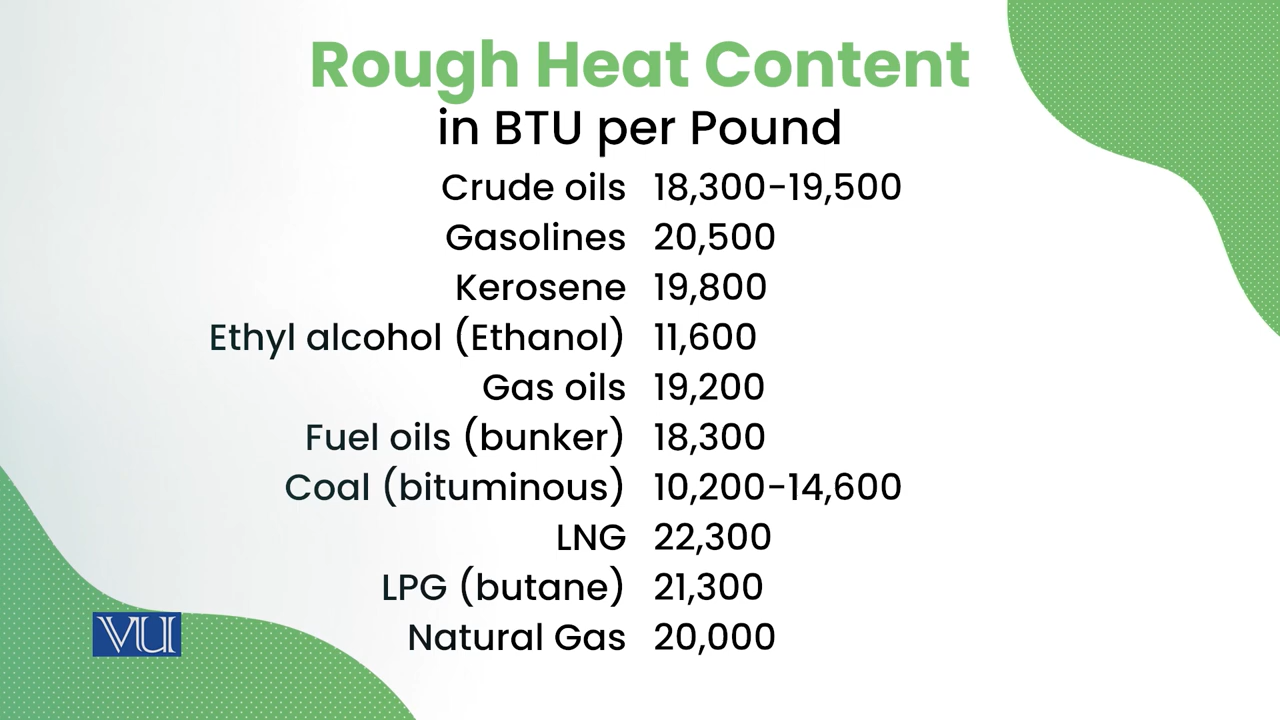 Rough Heat Content
in BTU per Pound
Crude oils 18,300-19,500
Gasolines 20,500
Kerosene 19,800
Ethyl alcohol (Ethanol) 11,600
Gas oils 19,200
Fuel oils (bunker) 18,300
Coal (bituminous) 10,200-14,600
LNG 22,300
LPG (butane) 21,300
Natural Gas 20,000
VU